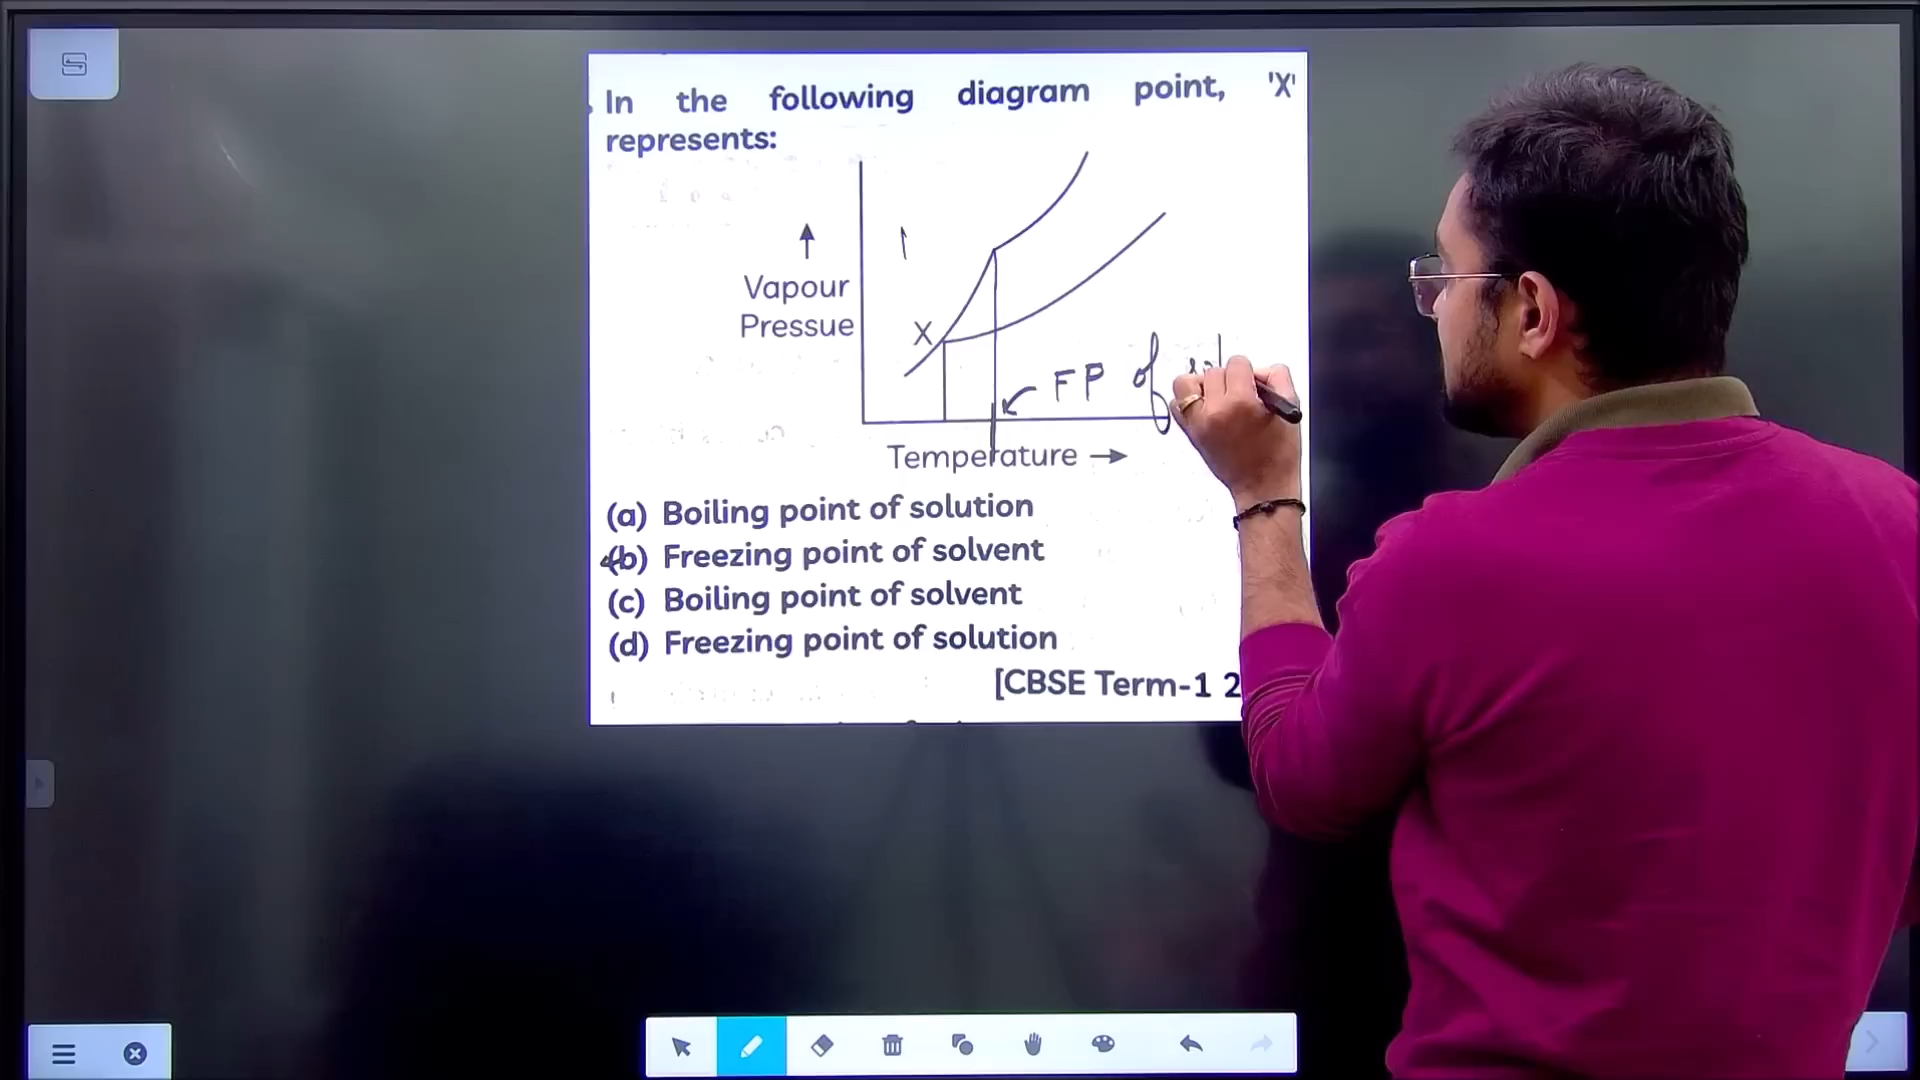 In the following diagram point, 'X'
represents:
Vapour
Pressue
X
FP of
Temperature
(a) Boiling point of solution
(b) Freezing point of solvent
(c) Boiling point of solvent
(d) Freezing point of solution
[CBSE Term-1 2